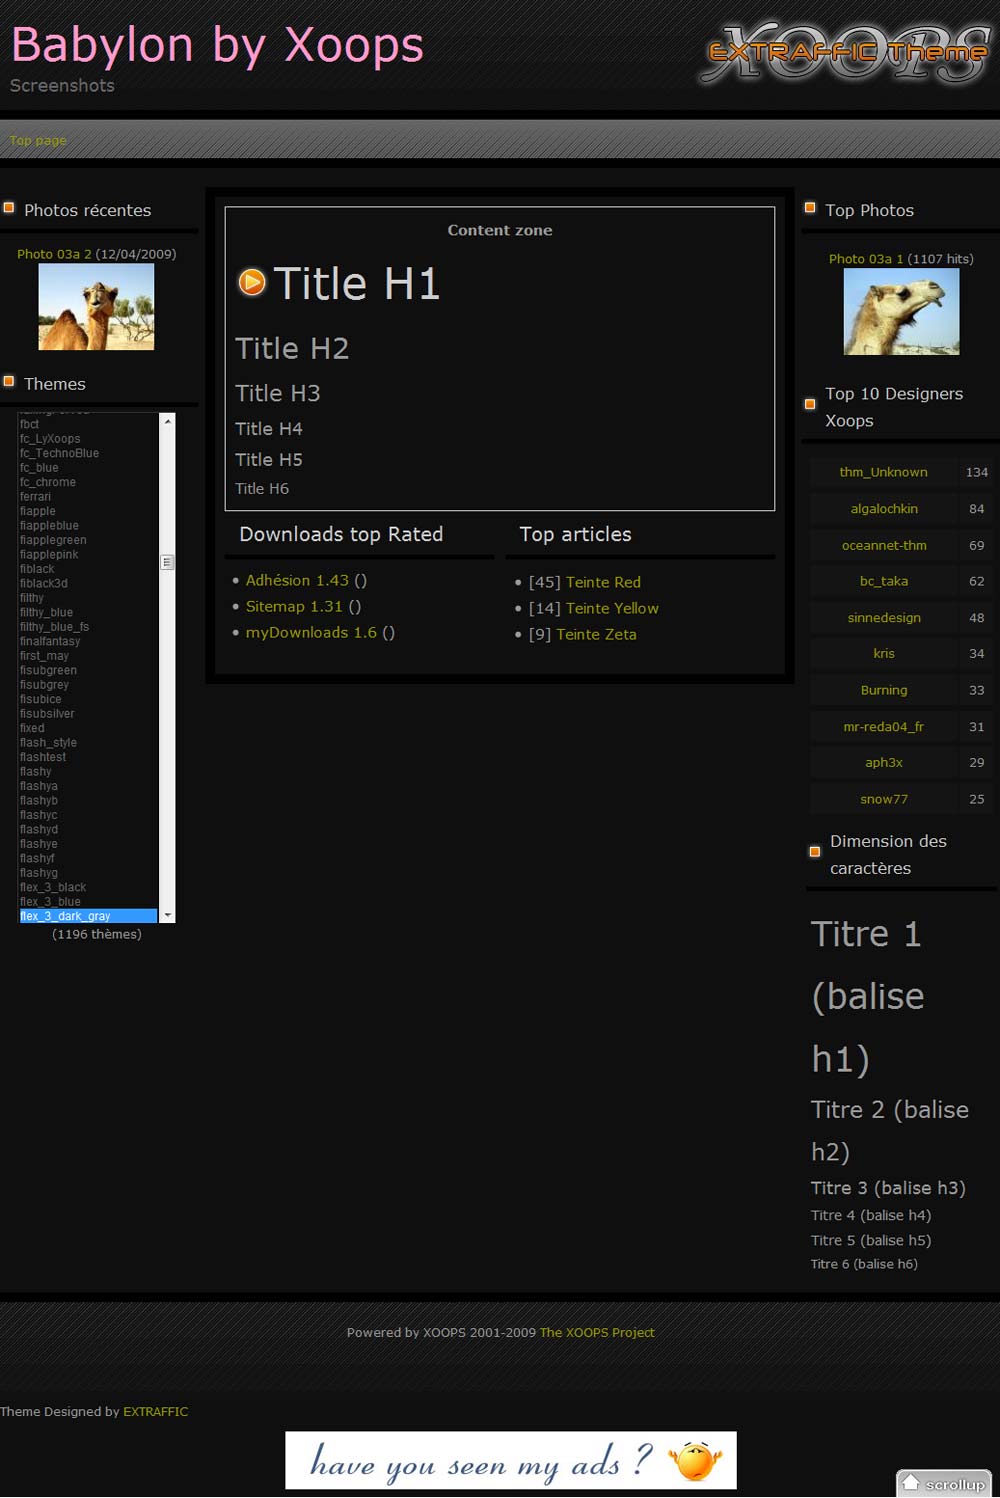 Babylon by Xoops
Screenshots
XOOPS
EXTRAFFIC Theme
Top page
Photos récentes
Photo 03a 2 (12/04/2009)
Themes
fbct
fc_LyXoops
fc_TechnoBlue
fc_blue
fc_chrome
ferrari
fiapple
fiappleblue
fiapplegreen
fiapplepink
fiblack
fiblack3d
filthy
filthy_blue
filthy_blue_fs
finalfantasy
first_may
fisubgreen
fisubgrey
fisubice
fisubsilver
fixed
flash_style
flashtest
flashy
flashya
flashyb
flashyc
flashyd
flashye
flashyf
flashyg
flex_3_black
flex_3_blue
flex_3_dark_gray
(1196 thèmes)
Content zone
Title H1
Title H2
Title H3
Title H4
Title H5
Title H6
Downloads top Rated
• Adhésion 1.43 ()
• Sitemap 1.31 ()
• myDownloads 1.6 ()
Top articles
• [45] Teinte Red
• [14] Teinte Yellow
• [9] Teinte Zeta
Top Photos
Photo 03a 1 (1107 hits)
Top 10 Designers
Xoops
thm_Unknown 134
algalochkin 84
oceannet-thm 69
bc_taka 62
sinnedesign 48
kris 34
Burning 33
mr-reda04_fr 31
aph3x 29
snow77 25
Dimension des
caractères
Titre 1
(balise
h1)
Titre 2 (balise
h2)
Titre 3 (balise h3)
Titre 4 (balise h4)
Titre 5 (balise h5)
Titre 6 (balise h6)
Powered by XOOPS 2001-2009 The XOOPS Project
Theme Designed by EXTRAFFIC
have you seen my ads ?
scrollup